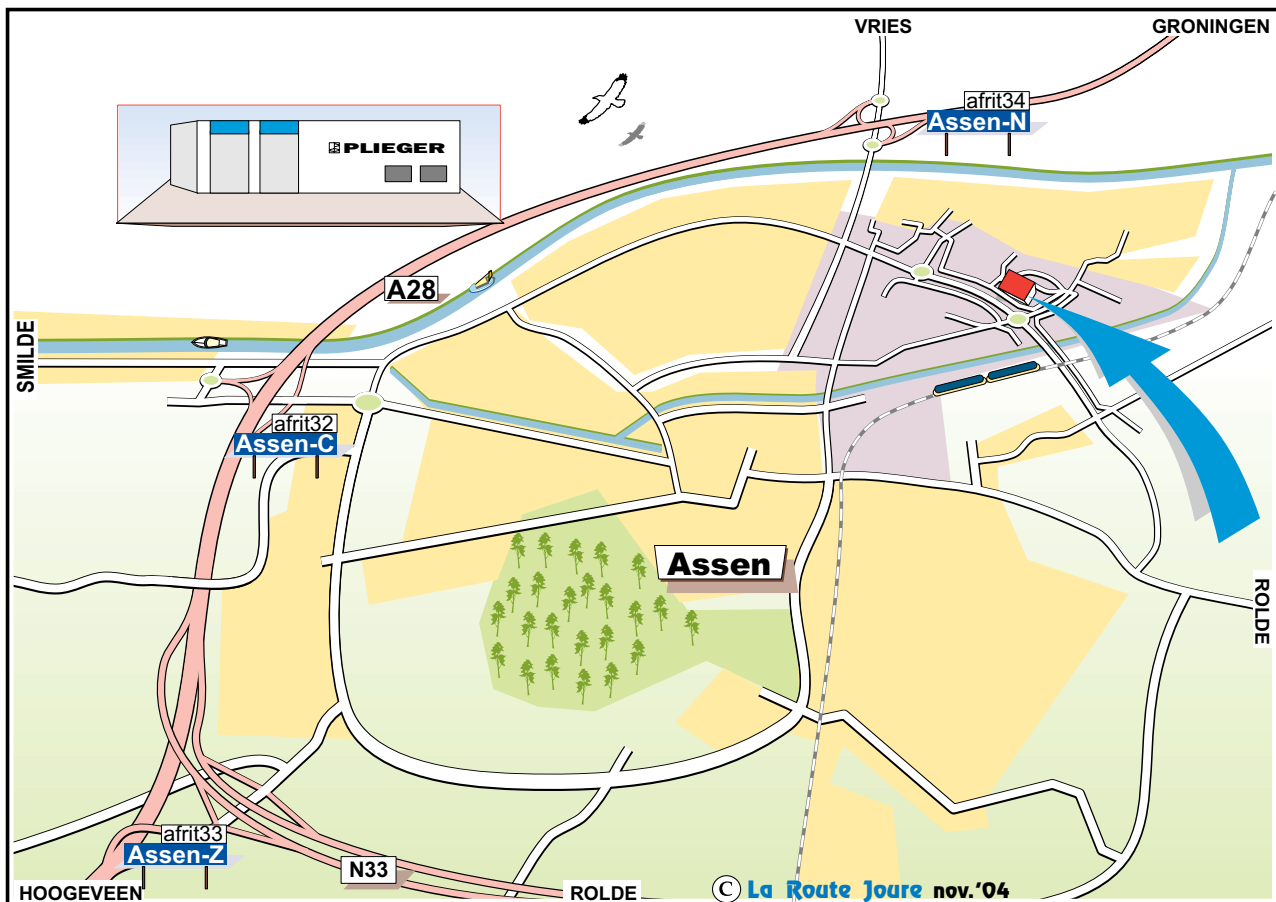 VRIES
GRONINGEN
afrit34
Assen-N
PLIEGER
A28
SMILDE
afrit32
Assen-C
Assen
ROLDE
afrit33
Assen-Z
N33
HOOGEVEEN
ROLDE
© La Route Joure nov.'04